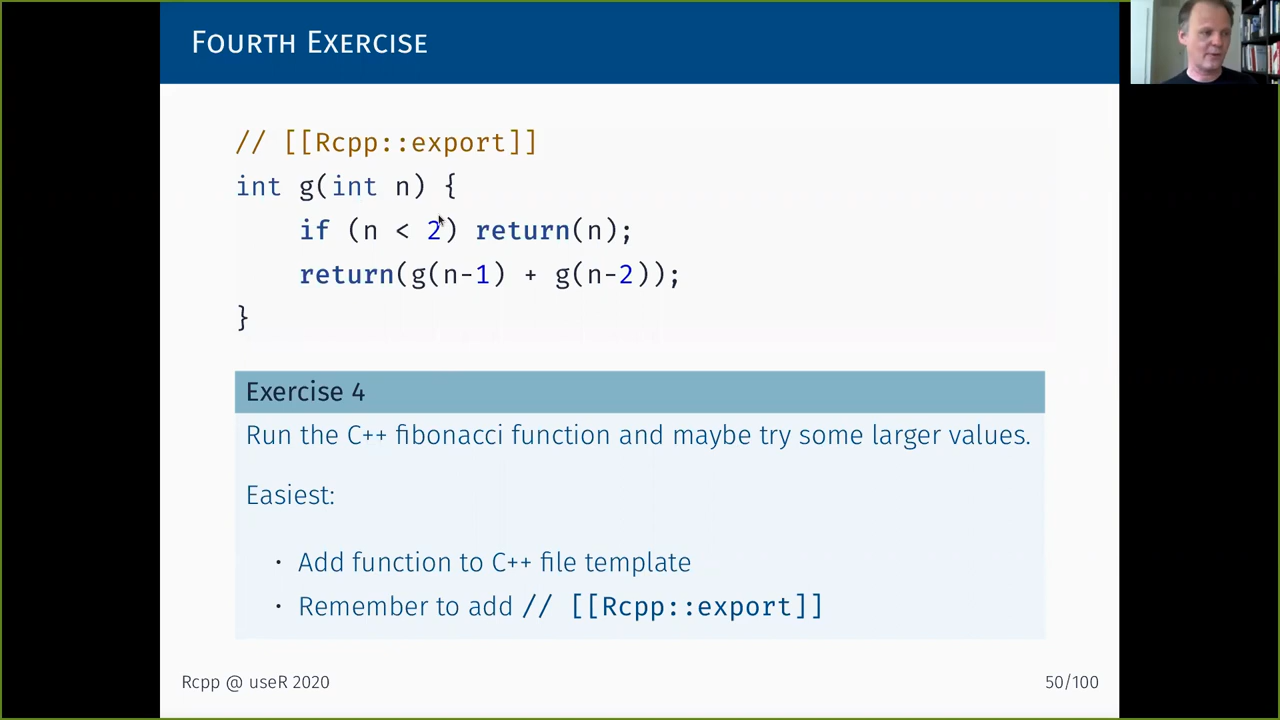 Fourth Exercise
// [[Rcpp::export]]
int g(int n) {
    if (n < 2) return(n);
    return(g(n-1) + g(n-2));
}
Exercise 4
Run the C++ fibonacci function and maybe try some larger values.
Easiest:
· Add function to C++ file template
· Remember to add // [[Rcpp::export]]
Rcpp @ useR 2020
50/100